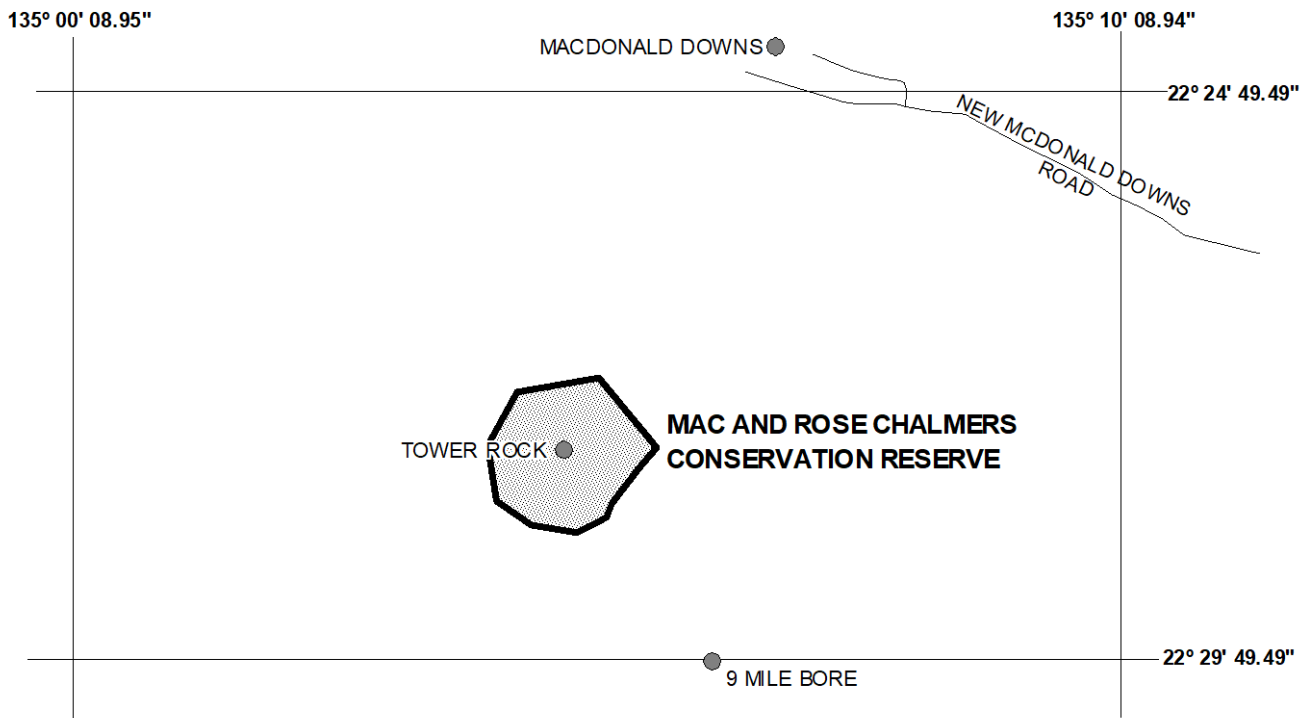 135º 00' 08.95"
135º 10' 08.94"
MACDONALD DOWNS
22º 24' 49.49"
NEW MCDONALD DOWNS
ROAD
MAC AND ROSE CHALMERS
CONSERVATION RESERVE
TOWER ROCK
22º 29' 49.49"
9 MILE BORE